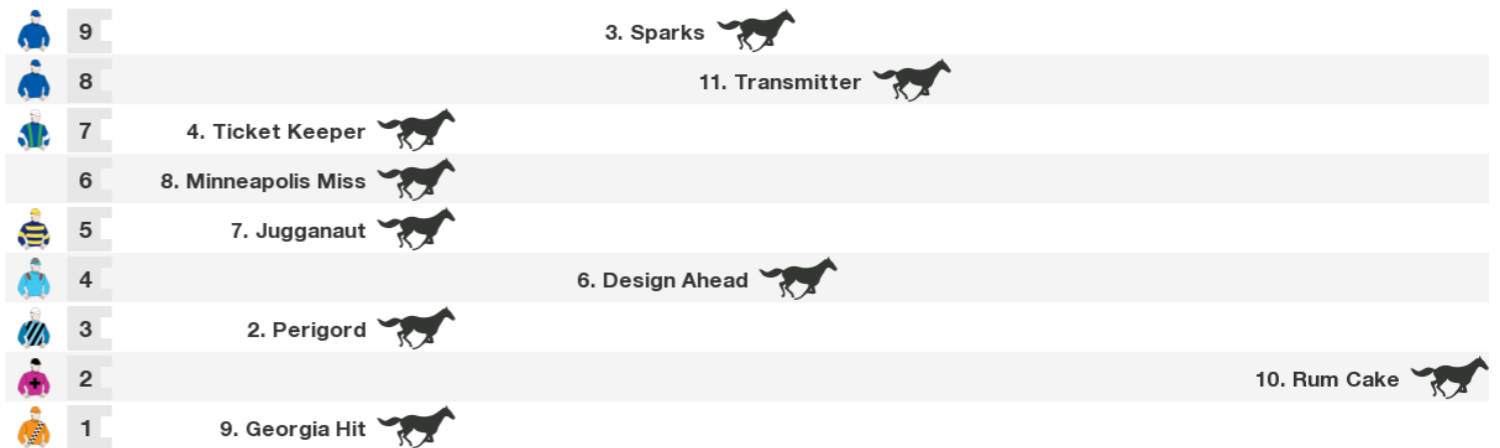 9 3. Sparks
8 11. Transmitter
7 4. Ticket Keeper
6 8. Minneapolis Miss
5 7. Jugganaut
4 6. Design Ahead
3 2. Perigord
2 10. Rum Cake
1 9. Georgia Hit